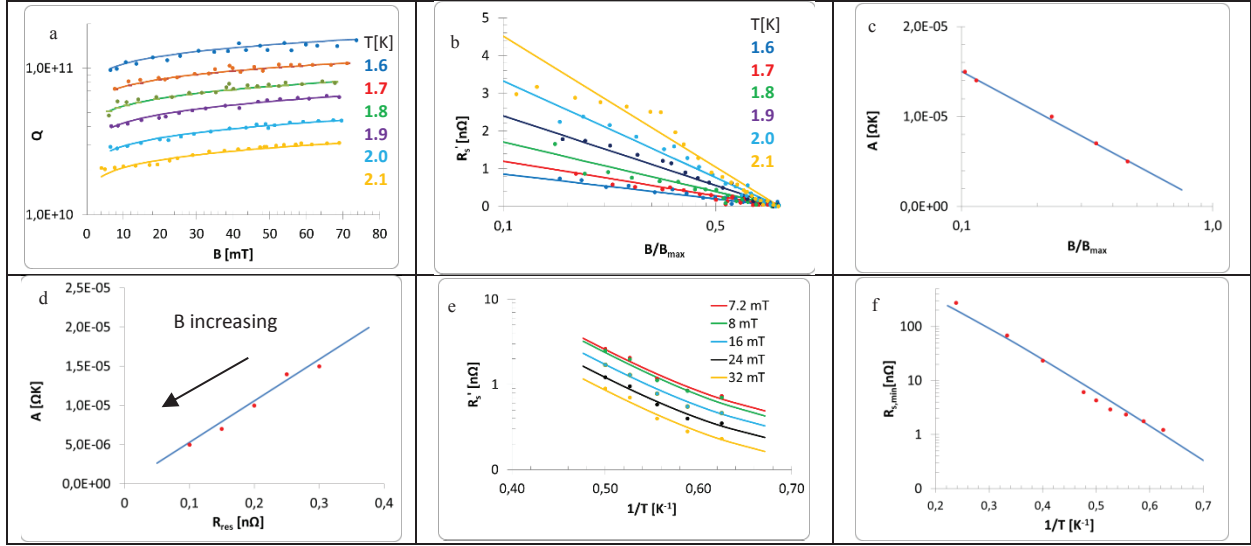 a
T[K]
1.6
1.7
1.8
1.9
2.0
2.1
1,0E+11
1,0E+10
Q
0 10 20 30 40 50 60 70 80
B [mT]
b
T[K]
1.6
1.7
1.8
1.9
2.0
2.1
5
4
3
2
1
0
Rs' [nΩ]
0,1 0,5
B/Bmax
c
2,0E-05
1,0E-05
0,0E+00
A [ΩK]
0,1 1,0
B/Bmax
d
B increasing
2,5E-05
2,0E-05
1,5E-05
1,0E-05
5,0E-06
0,0E+00
A [ΩK]
0 0,1 0,2 0,3 0,4
Rres [nΩ]
e
7.2 mT
8 mT
16 mT
24 mT
32 mT
10
1
0
Rs' [nΩ]
0,40 0,50 0,60 0,70
1/T [K-1]
f
100
10
1
0
Rs,min[nΩ]
0,2 0,3 0,4 0,5 0,6 0,7
1/T [K-1]